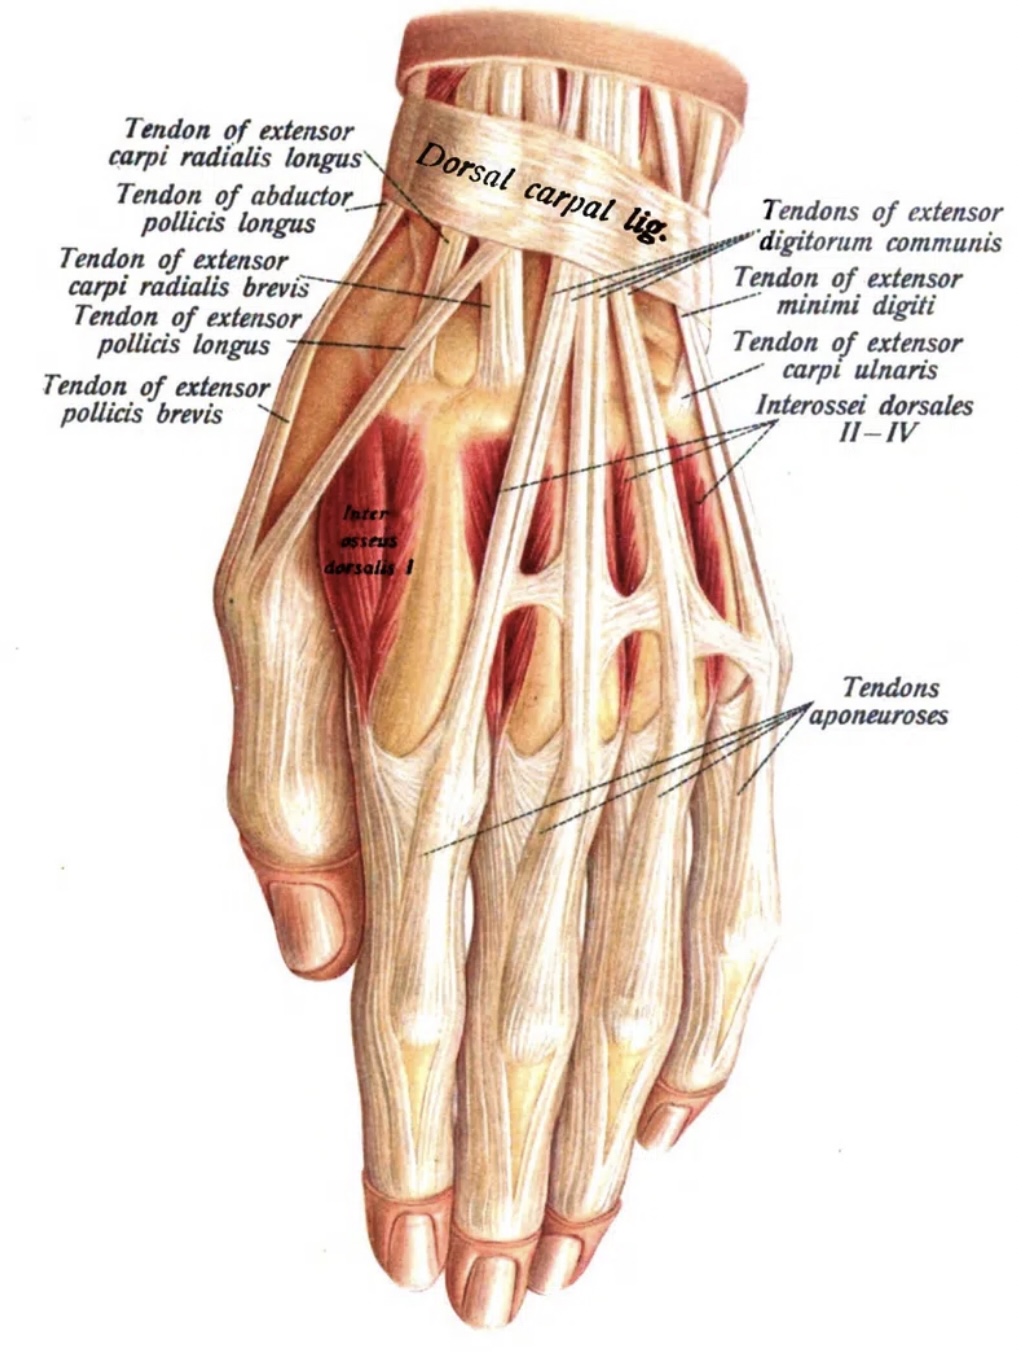 Tendon of extensor
carpi radialis longus
Tendon of abductor
pollicis longus
Tendon of extensor
carpi radialis brevis
Tendon of extensor
pollicis longus
Tendon of extensor
pollicis brevis
Dorsal carpal lig.
Inter
osseus
dorsalis I
Tendons of extensor
digitorum communis
Tendon of extensor
minimi digiti
Tendon of extensor
carpi ulnaris
Interossei dorsales
II–IV
Tendons
aponeuroses